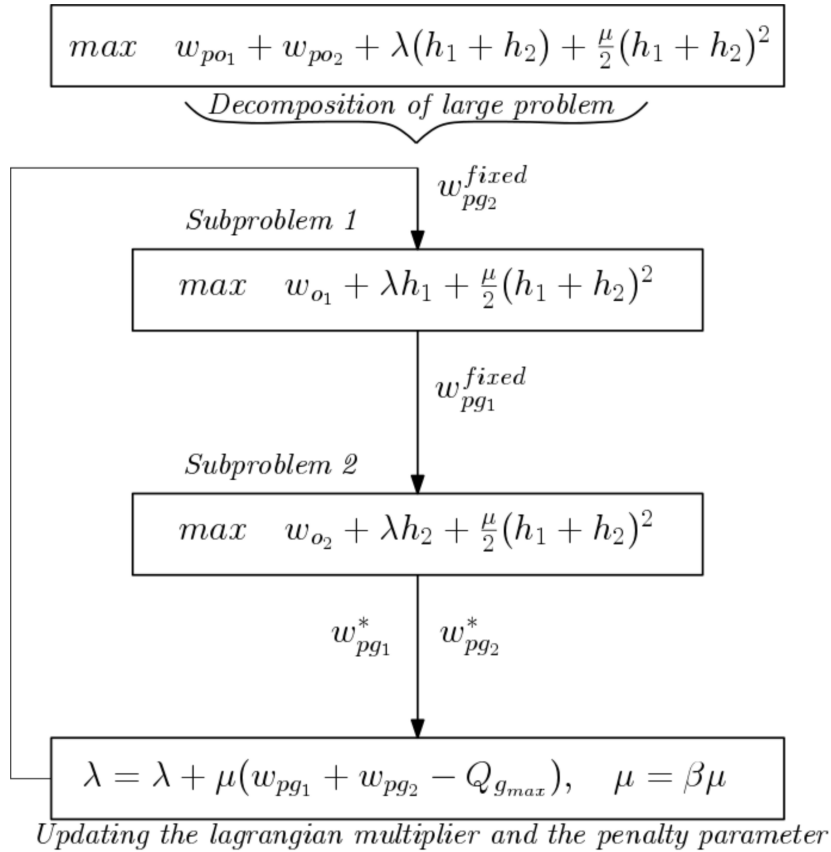 max w_{po_1} + w_{po_2} + λ(h_1 + h_2) + \frac{μ}{2}(h_1 + h_2)^2
Decomposition of large problem
w_{pg_2}^{fixed}
Subproblem 1
max w_{o_1} + λh_1 + \frac{μ}{2}(h_1 + h_2)^2
w_{pg_1}^{fixed}
Subproblem 2
max w_{o_2} + λh_2 + \frac{μ}{2}(h_1 + h_2)^2
w_{pg_1}^* w_{pg_2}^*
λ = λ + μ(w_{pg_1} + w_{pg_2} − Q_{g_{max}}), μ = βμ
Updating the lagrangian multiplier and the penalty parameter